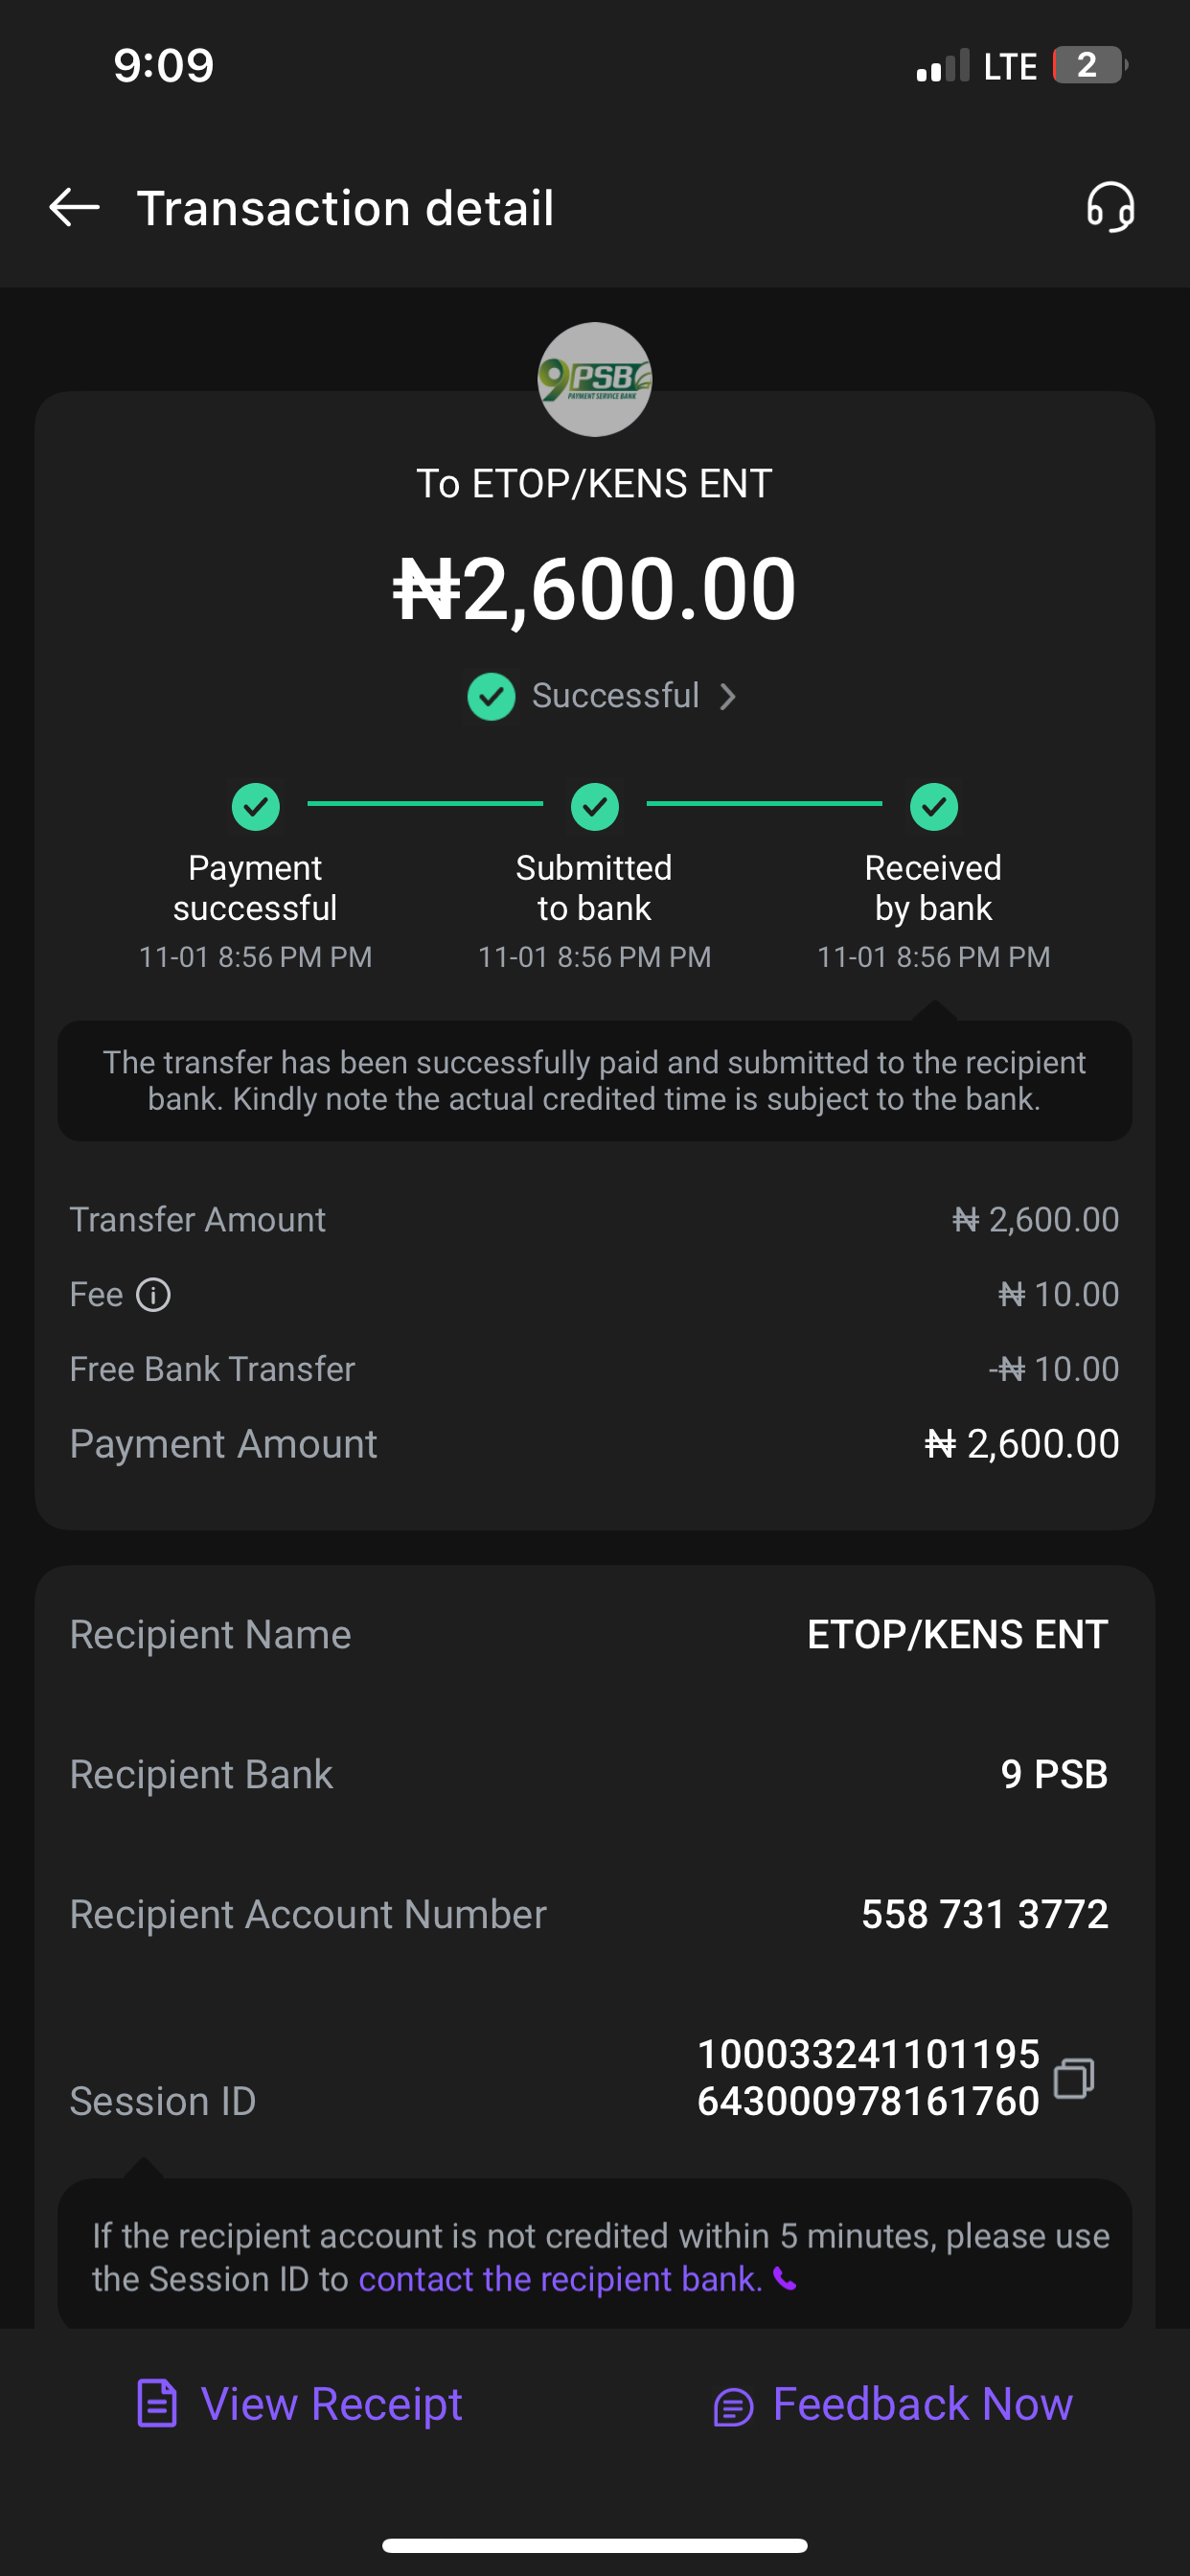 9:09
LTE 2
Transaction detail
9PSB
PAYMENT SERVICE BANK
To ETOP/KENS ENT
₦2,600.00
Successful
Payment successful
11-01 8:56 PM PM
Submitted to bank
11-01 8:56 PM PM
Received by bank
11-01 8:56 PM PM
The transfer has been successfully paid and submitted to the recipient
bank. Kindly note the actual credited time is subject to the bank.
Transfer Amount ₦ 2,600.00
Fee ₦ 10.00
Free Bank Transfer -₦ 10.00
Payment Amount ₦ 2,600.00
Recipient Name ETOP/KENS ENT
Recipient Bank 9 PSB
Recipient Account Number 558 731 3772
Session ID 100033241101195
643000978161760
If the recipient account is not credited within 5 minutes, please use
the Session ID to contact the recipient bank.
View Receipt
Feedback Now